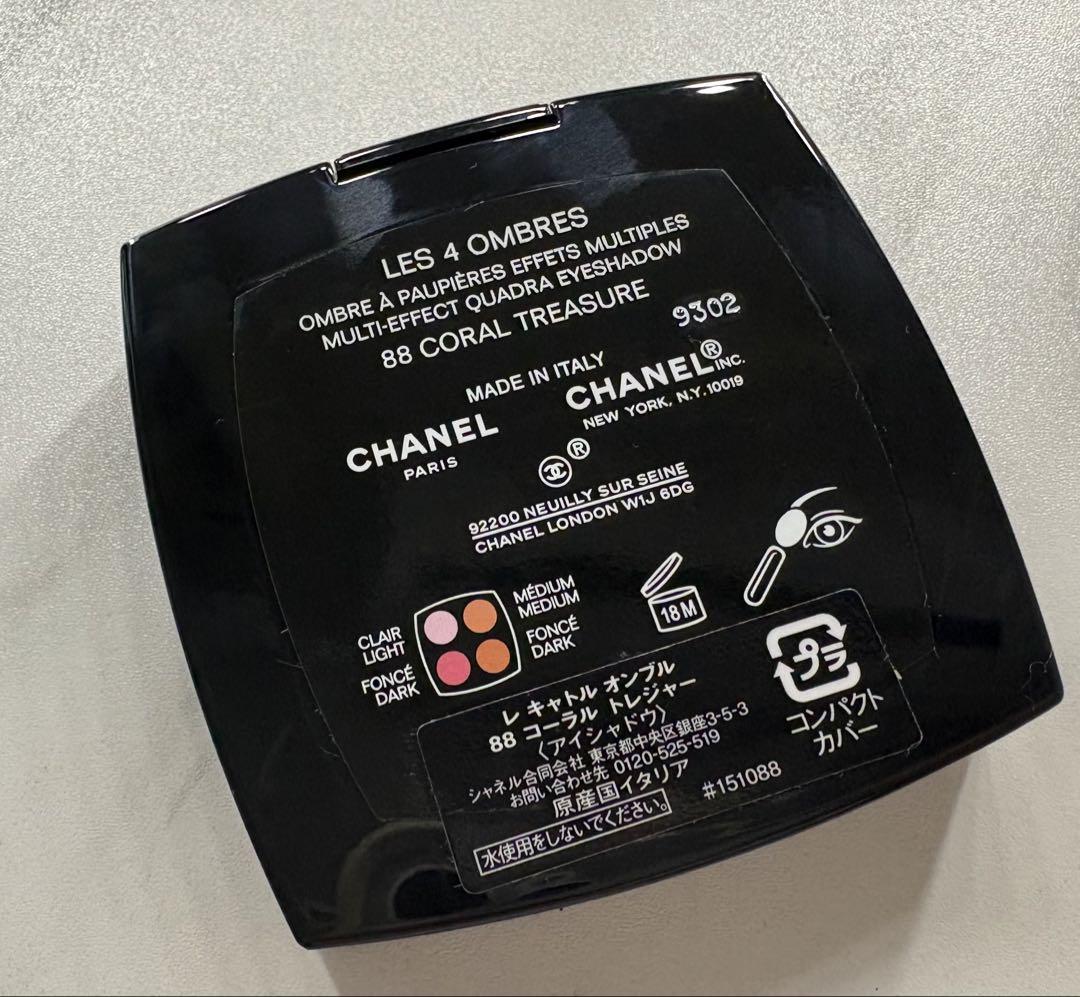 LES 4 OMBRES
OMBRE À PAUPIÈRES EFFETS MULTIPLES
MULTI-EFFECT QUADRA EYESHADOW
88 CORAL TREASURE
9302
MADE IN ITALY
CHANEL
PARIS
CHANEL® INC.
NEW YORK, N.Y.10019
®
92200 NEUILLY SUR SEINE
CHANEL LONDON W1J 6DG
CLAIR
LIGHT
MÉDIUM
MEDIUM
FONCÉ
DARK
FONCÉ
DARK
18M
レ キャトル オンブル
88 コーラル トレジャー
〈アイシャドウ〉
シャネル合同会社 東京都中央区銀座3-5-3
お問い合わせ先 0120-525-519
原産国イタリア
#151088
水使用をしないでください。
プラ
コンパクト
カバー